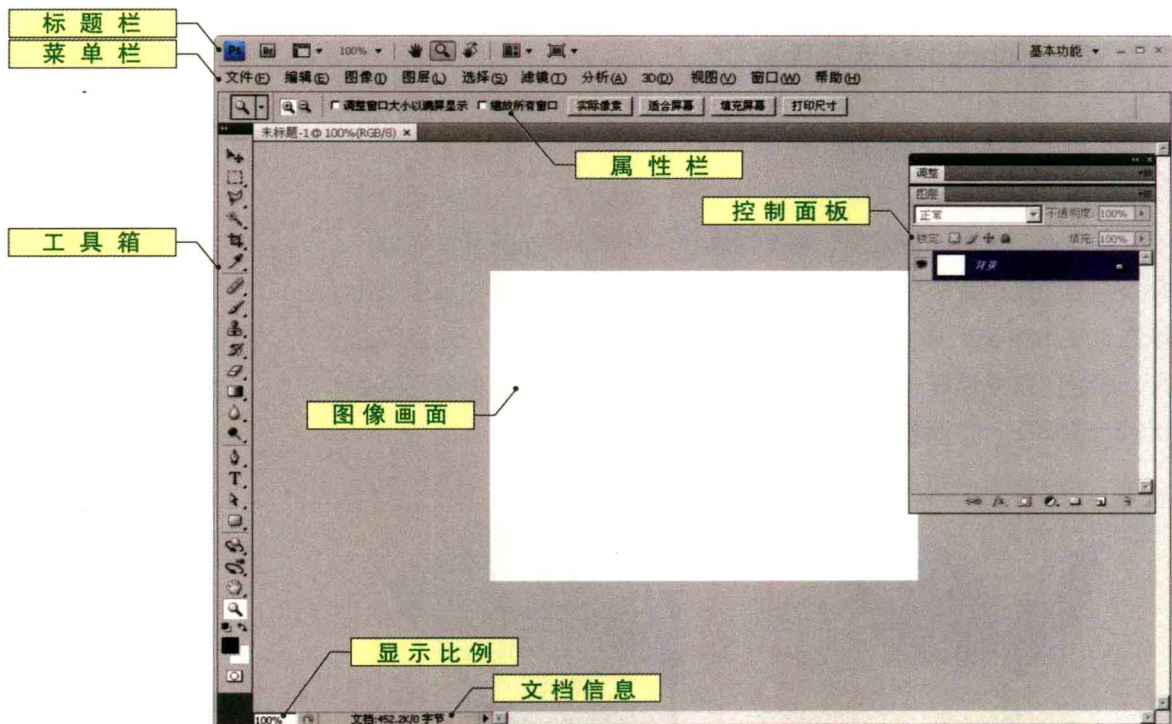 标题栏
Ps Br 100% 基本功能
菜单栏
文件(F) 编辑(E) 图像(I) 图层(L) 选择(S) 滤镜(T) 分析(A) 3D(D) 视图(V) 窗口(W) 帮助(H)
调整窗口大小以满屏显示 缩放所有窗口 实际像素 适合屏幕 填充屏幕 打印尺寸
未标题-1@100%(RGB/8) ×
属性栏
调整
图层
控制面板
正常 不透明度: 100%
工具箱
锁定: 填充: 100%
背景
图像画面
T
显示比例
文档信息
100% 文档:452.2K/0 字节